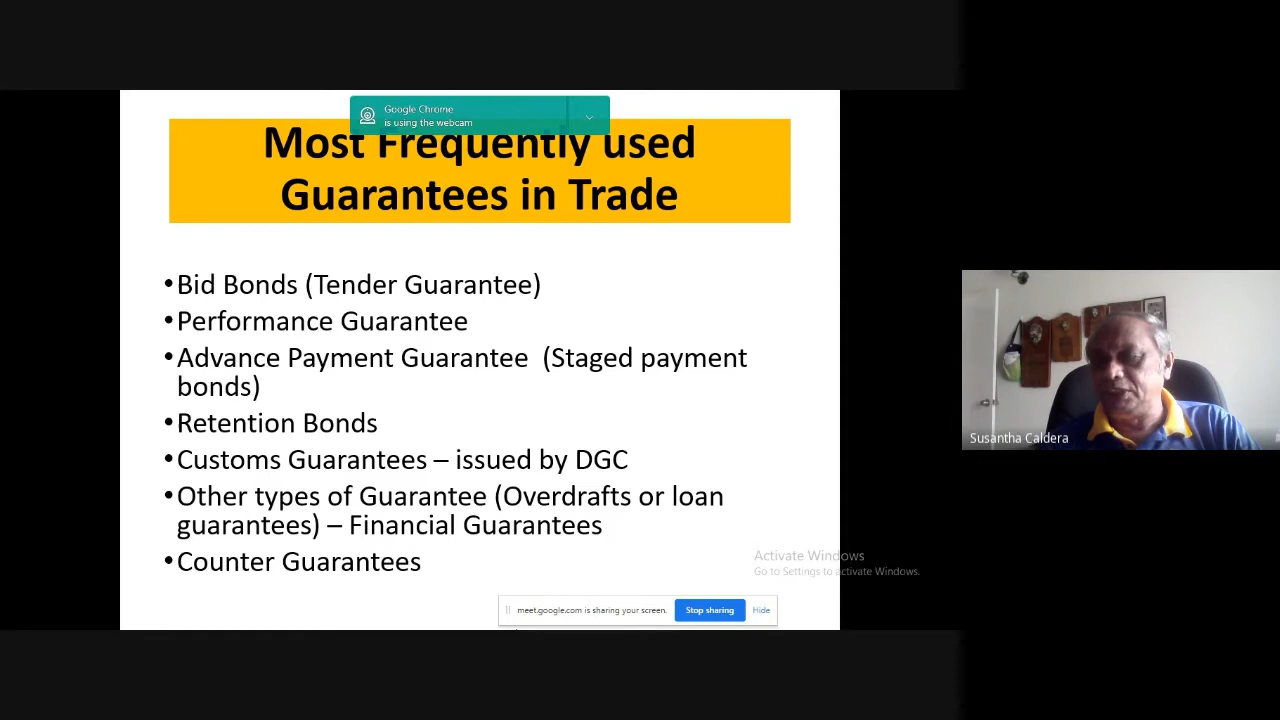 Google Chrome
is using the webcam
Most Frequently used
Guarantees in Trade
•Bid Bonds (Tender Guarantee)
•Performance Guarantee
•Advance Payment Guarantee (Staged payment
bonds)
•Retention Bonds
•Customs Guarantees – issued by DGC
•Other types of Guarantee (Overdrafts or loan
guarantees) – Financial Guarantees
•Counter Guarantees
Activate Windows
Go to Settings to activate Windows.
meet.google.com is sharing your screen.
Stop sharing
Hide
Susantha Caldera